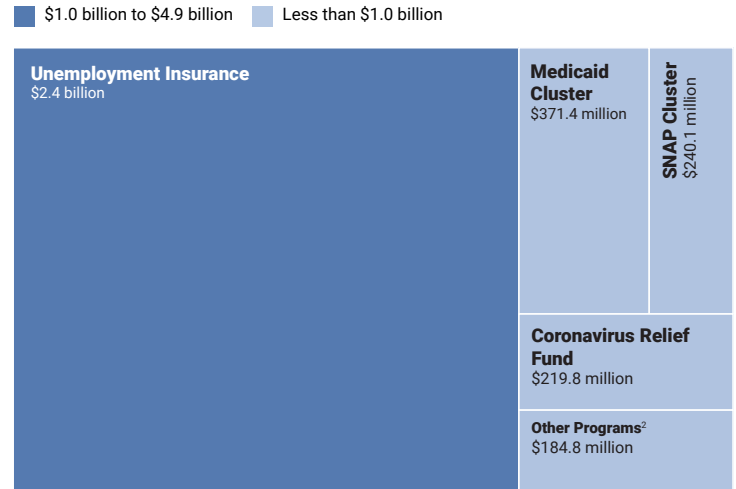 $1.0 billion to $4.9 billion
Less than $1.0 billion
Unemployment Insurance
$2.4 billion
Medicaid
Cluster
$371.4 million
SNAP Cluster
$240.1 million
Coronavirus Relief
Fund
$219.8 million
Other Programs²
$184.8 million